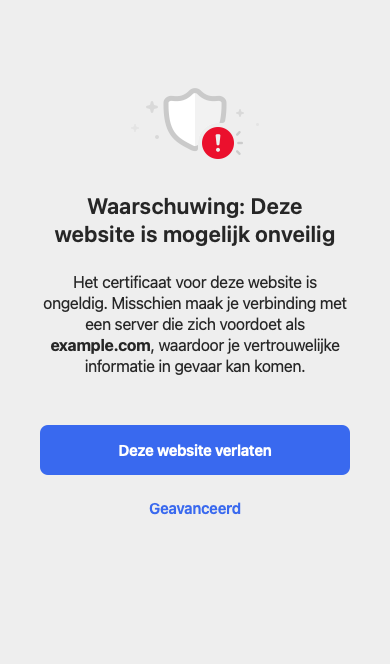 Waarschuwing: Deze
website is mogelijk onveilig
Het certificaat voor deze website is
ongeldig. Misschien maak je verbinding met
een server die zich voordoet als
example.com, waardoor je vertrouwelijke
informatie in gevaar kan komen.
Deze website verlaten
Geavanceerd